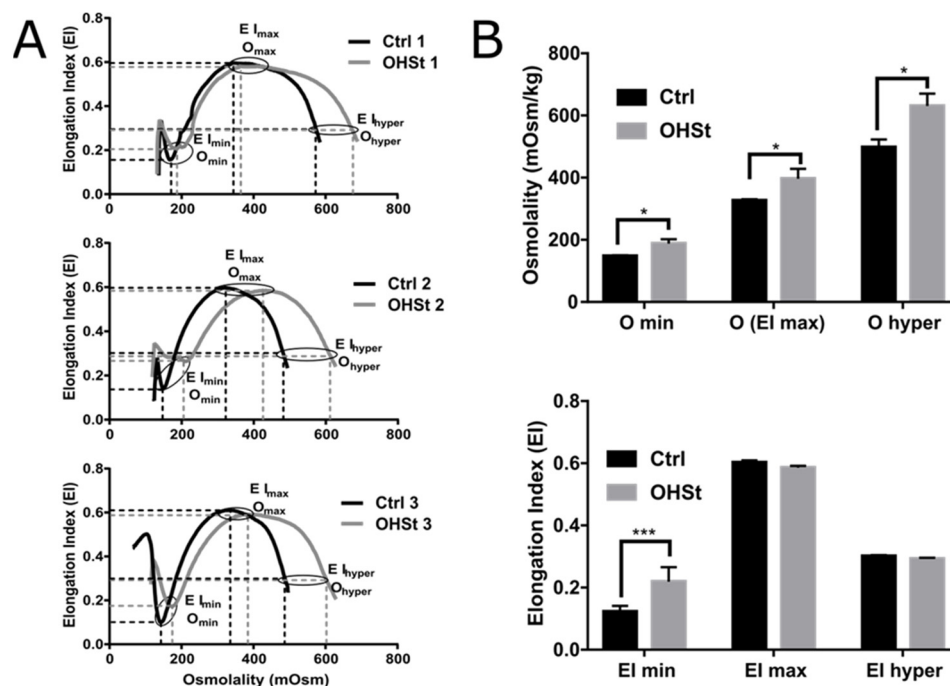 A
Elongation Index (EI)
0.8
0.6
0.4
0.2
0.0
E Imax
Omax
Ctrl 1
OHSt 1
E Ihyper
Ohyper
E Imin
Omin
0
200
400
600
800
Elongation Index (EI)
0.8
0.6
0.4
0.2
0.0
E Imax
Omax
Ctrl 2
OHSt 2
E Ihyper
Ohyper
E Imin
Omin
0
200
400
600
800
Elongation Index (EI)
0.8
0.6
0.4
0.2
0.0
E Imax
Omax
Ctrl 3
OHSt 3
E Ihyper
Ohyper
E Imin
Omin
0
200
400
600
800
Osmolality (mOsm)
B
Osmolality (mOsm/kg)
800
600
400
200
0
Ctrl
OHSt
*
*
*
O min
O (EI max)
O hyper
Elongation Index (EI)
0.8
0.6
0.4
0.2
0.0
Ctrl
OHSt
***
EI min
EI max
EI hyper